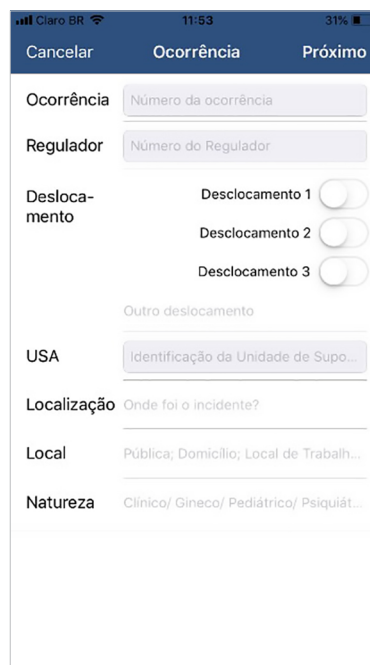 Claro BR 11:53 31%
Cancelar Ocorrência Próximo
Ocorrência Número da ocorrência
Regulador Número do Regulador
Desloca-
mento
Desclocamento 1
Desclocamento 2
Desclocamento 3
Outro deslocamento
USA Identificação da Unidade de Supo...
Localização Onde foi o incidente?
Local Pública; Domicílio; Local de Trabalh...
Natureza Clínico/ Gineco/ Pediátrico/ Psiquiát...